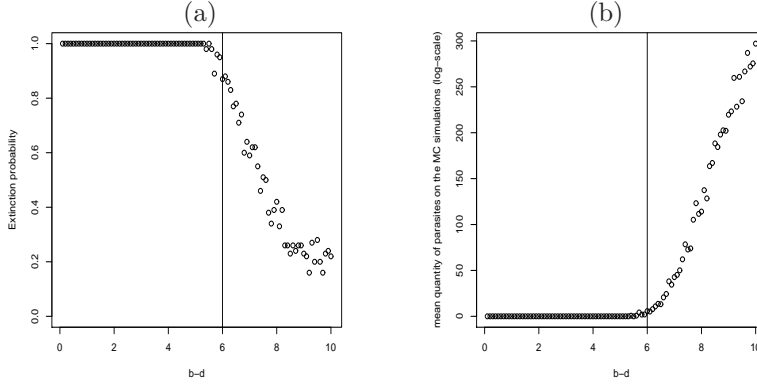 (a)
Extinction probability
1.0
0.8
0.6
0.4
0.2
0.0
0 2 4 6 8 10
b−d
(b)
mean quantity of parasites on the MC simulations (log−scale)
300
250
200
150
100
50
0
0 2 4 6 8 10
b−d